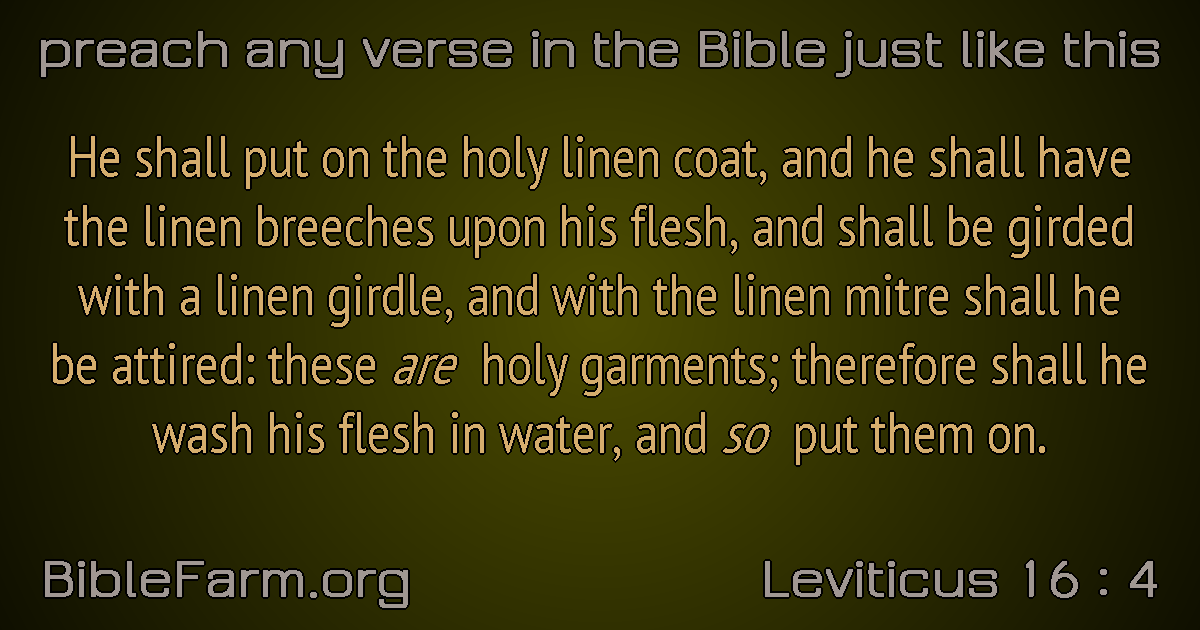 preach any verse in the Bible just like this
He shall put on the holy linen coat, and he shall have
the linen breeches upon his flesh, and shall be girded
with a linen girdle, and with the linen mitre shall he
be attired: these are holy garments; therefore shall he
wash his flesh in water, and so put them on.
BibleFarm.org
Leviticus 16 : 4